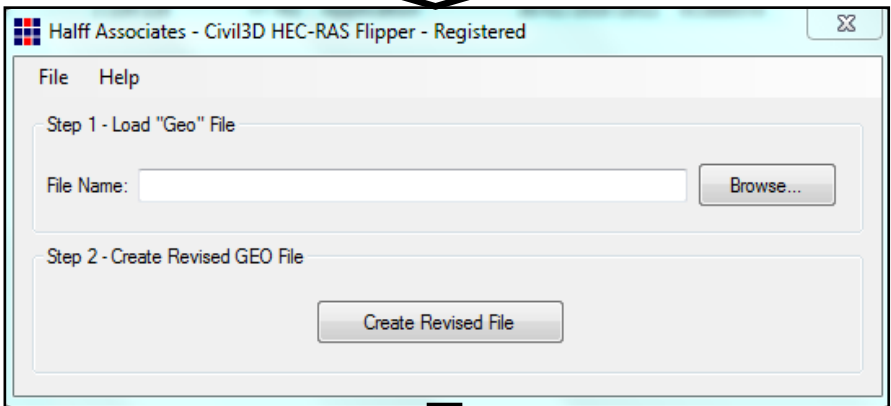 Halff Associates - Civil3D HEC-RAS Flipper - Registered
File Help
Step 1 - Load "Geo" File
File Name: Browse...
Step 2 - Create Revised GEO File
Create Revised File